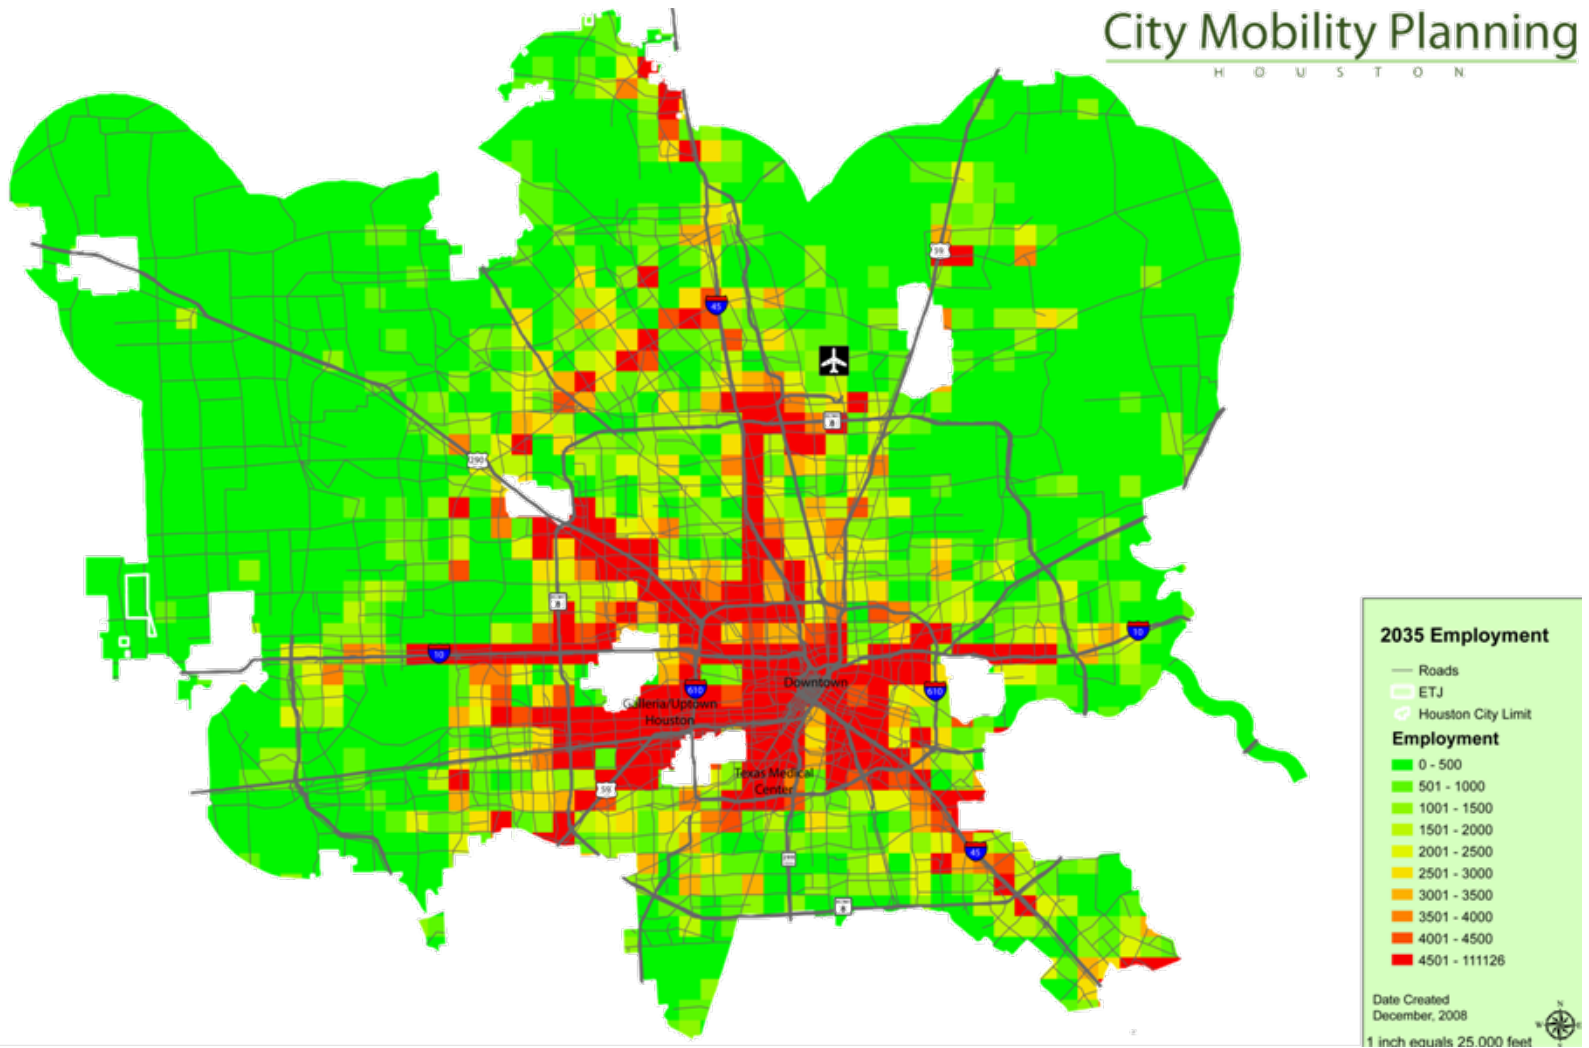 City Mobility Planning
HOUSTON
59
45
8
290
8
10
10
610
Downtown
610
Galleria/Uptown
Houston
Texas Medical
Center
59
45
8
2035 Employment
Roads
ETJ
Houston City Limit
Employment
0 - 500
501 - 1000
1001 - 1500
1501 - 2000
2001 - 2500
2501 - 3000
3001 - 3500
3501 - 4000
4001 - 4500
4501 - 111126
Date Created
December, 2008
N
W
E
1 inch equals 25,000 feet